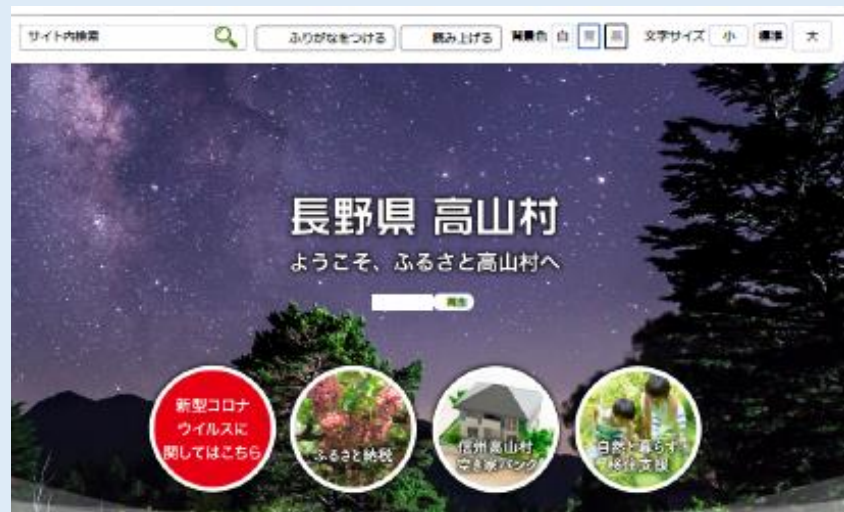 サイト内検索
ふりがなをつける
読み上げる
背景色 白 青 黒
文字サイズ 小 標準 大
長野県 高山村
ようこそ、ふるさと高山村へ
再生
新型コロナ
ウイルスに
関してはこちら
ふるさと納税
信州高山村
空き家バンク
自然と暮らす
移住支援